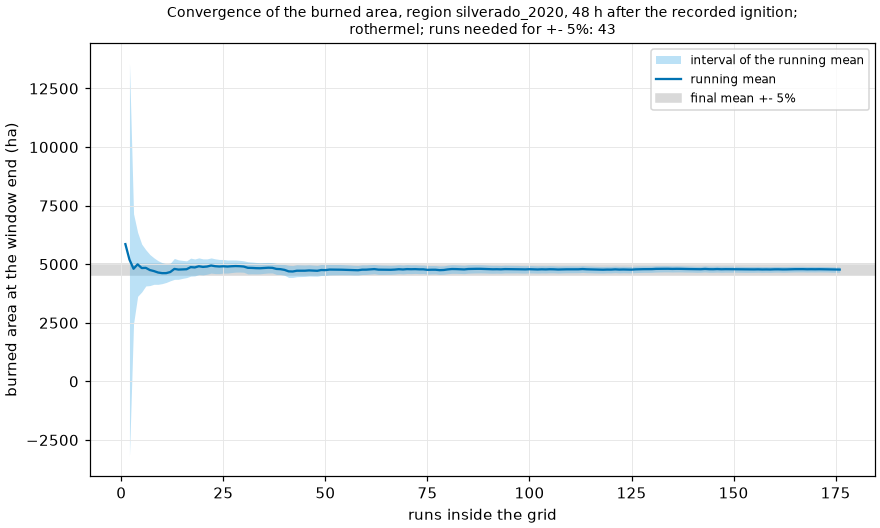 Convergence of the burned area, region silverado_2020, 48 h after the recorded ignition;
rothermel; runs needed for +- 5%: 43
interval of the running mean
running mean
final mean +- 5%
burned area at the window end (ha)
12500
10000
7500
5000
2500
0
−2500
0 25 50 75 100 125 150 175
runs inside the grid